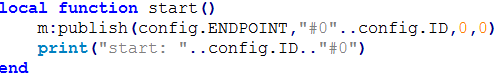 local function start()
    m:publish(config.ENDPOINT,"#0"..config.ID,0,0)
    print("start: "..config.ID.."#0")
end